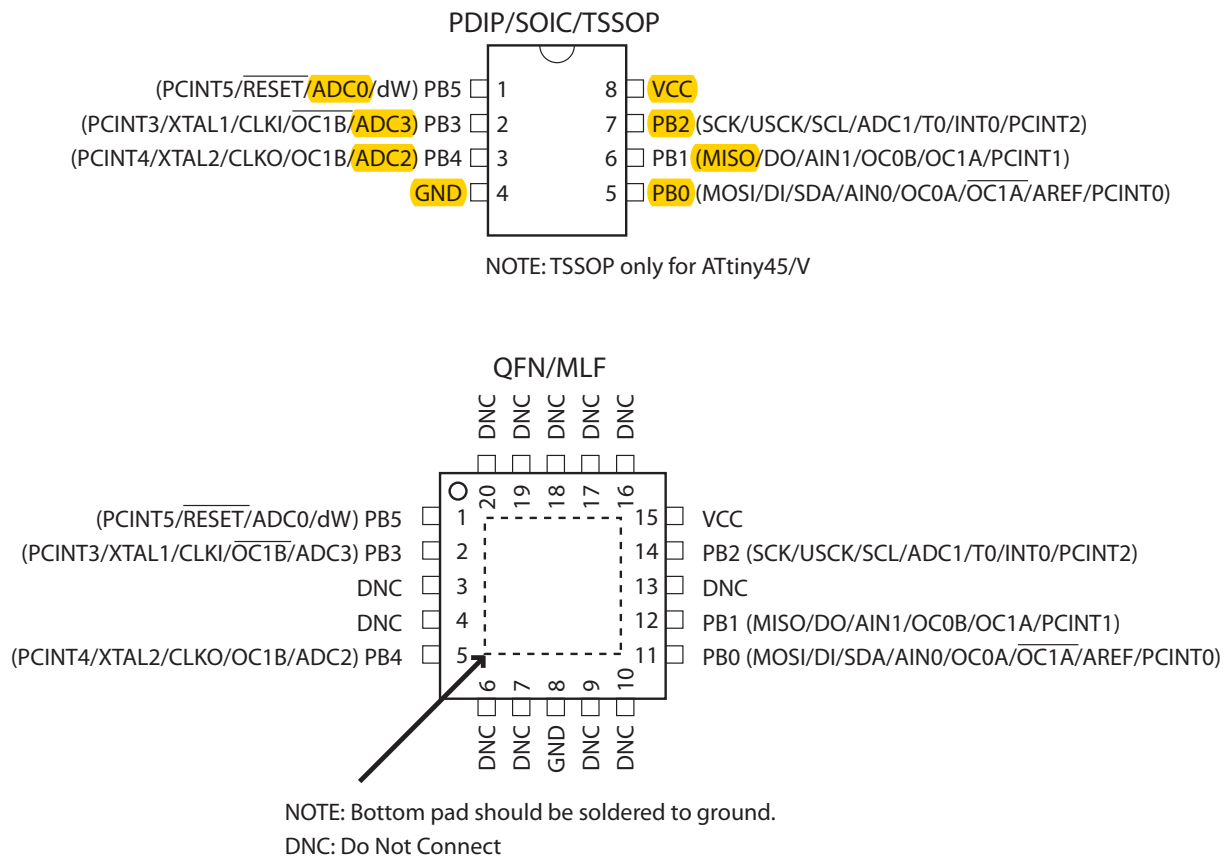 PDIP/SOIC/TSSOP
(PCINT5/RESET/ADC0/dW) PB5 1 8 VCC
(PCINT3/XTAL1/CLKI/OC1B/ADC3) PB3 2 7 PB2 (SCK/USCK/SCL/ADC1/T0/INT0/PCINT2)
(PCINT4/XTAL2/CLKO/OC1B/ADC2) PB4 3 6 PB1 (MISO/DO/AIN1/OC0B/OC1A/PCINT1)
GND 4 5 PB0 (MOSI/DI/SDA/AIN0/OC0A/OC1A/AREF/PCINT0)
NOTE: TSSOP only for ATtiny45/V
QFN/MLF
DNC DNC DNC DNC DNC
20 19 18 17 16
(PCINT5/RESET/ADC0/dW) PB5 1 15 VCC
(PCINT3/XTAL1/CLKI/OC1B/ADC3) PB3 2 14 PB2 (SCK/USCK/SCL/ADC1/T0/INT0/PCINT2)
DNC 3 13 DNC
DNC 4 12 PB1 (MISO/DO/AIN1/OC0B/OC1A/PCINT1)
(PCINT4/XTAL2/CLKO/OC1B/ADC2) PB4 5 11 PB0 (MOSI/DI/SDA/AIN0/OC0A/OC1A/AREF/PCINT0)
6 7 8 9 10
DNC DNC GND DNC DNC
NOTE: Bottom pad should be soldered to ground.
DNC: Do Not Connect